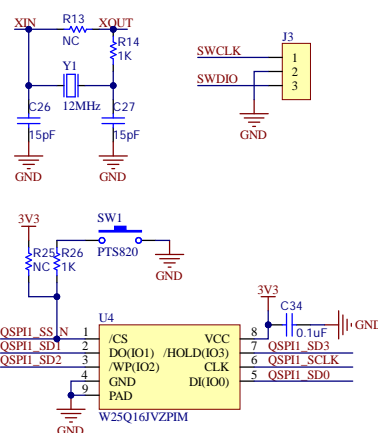 XIN R13 XQUT
NC
R14
1K
Y1
12MHz
C26 C27
15pF 15pF
GND GND
J3
SWCLK 1
2
SWDIO 3
GND
3V3
R25 R26
NC 1K
SW1
PTS820
GND
3V3
C34
0.1uF
GND
U4
QSPI1_SS_N 1 /CS VCC 8
QSPI1_SD1 2 DO(IO1) /HOLD(IO3) 7 QSPI1_SD3
QSPI1_SD2 3 /WP(IO2) CLK 6 QSPI1_SCLK
4 GND DI(IO0) 5 QSPI1_SD0
9 PAD
W25Q16JVZPIM
GND